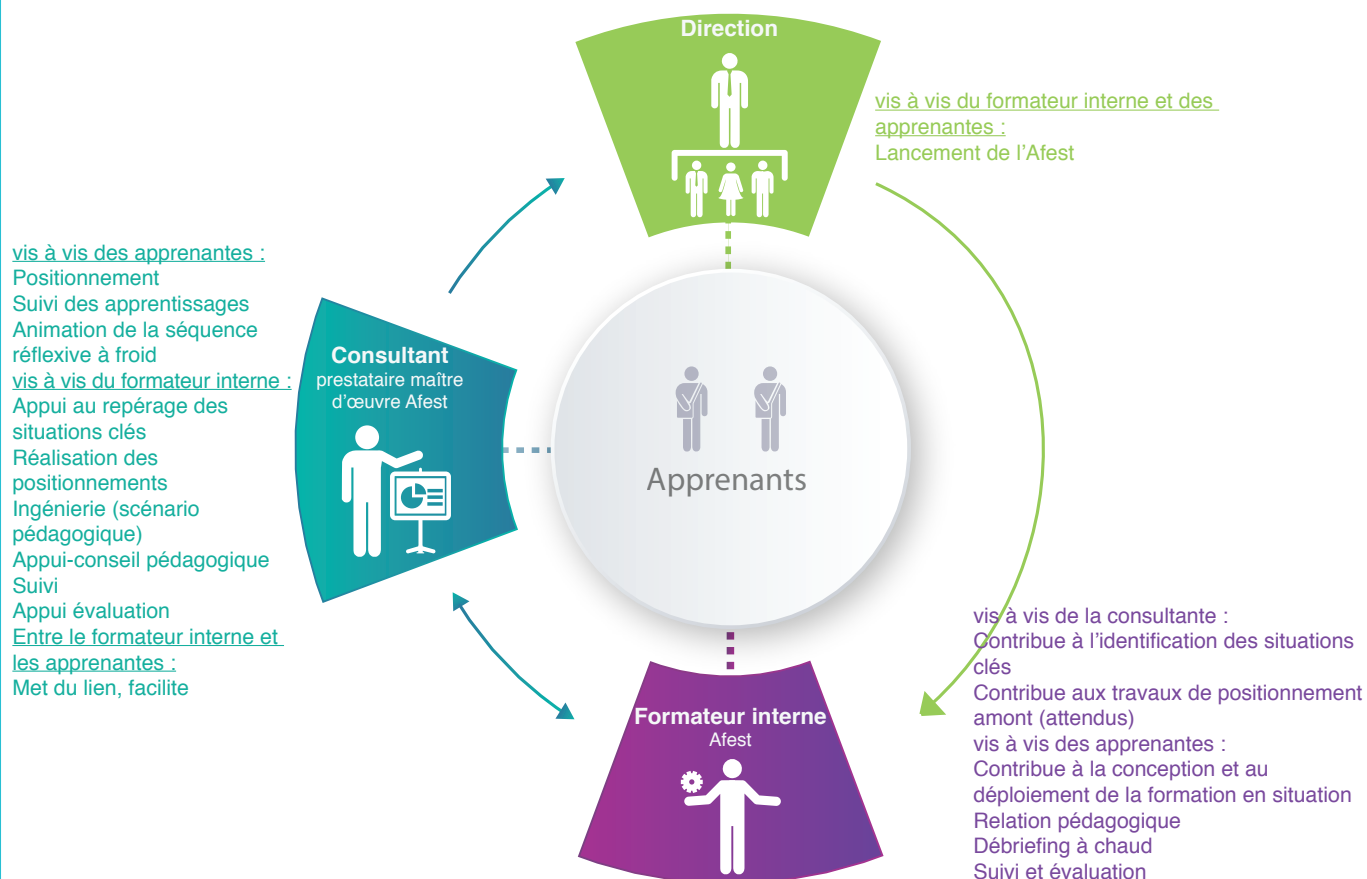 Direction
vis à vis du formateur interne et des
apprenantes :
Lancement de l'Afest
vis à vis des apprenantes :
Positionnement
Suivi des apprentissages
Animation de la séquence
réflexive à froid
vis à vis du formateur interne :
Appui au repérage des
situations clés
Réalisation des
positionnements
Ingénierie (scénario
pédagogique)
Appui-conseil pédagogique
Suivi
Appui évaluation
Entre le formateur interne et
les apprenantes :
Met du lien, facilite
Consultant
prestataire maître
d'œuvre Afest
Apprenants
Formateur interne
Afest
vis à vis de la consultante :
Contribue à l'identification des situations
clés
Contribue aux travaux de positionnement
amont (attendus)
vis à vis des apprenantes :
Contribue à la conception et au
déploiement de la formation en situation
Relation pédagogique
Débriefing à chaud
Suivi et évaluation